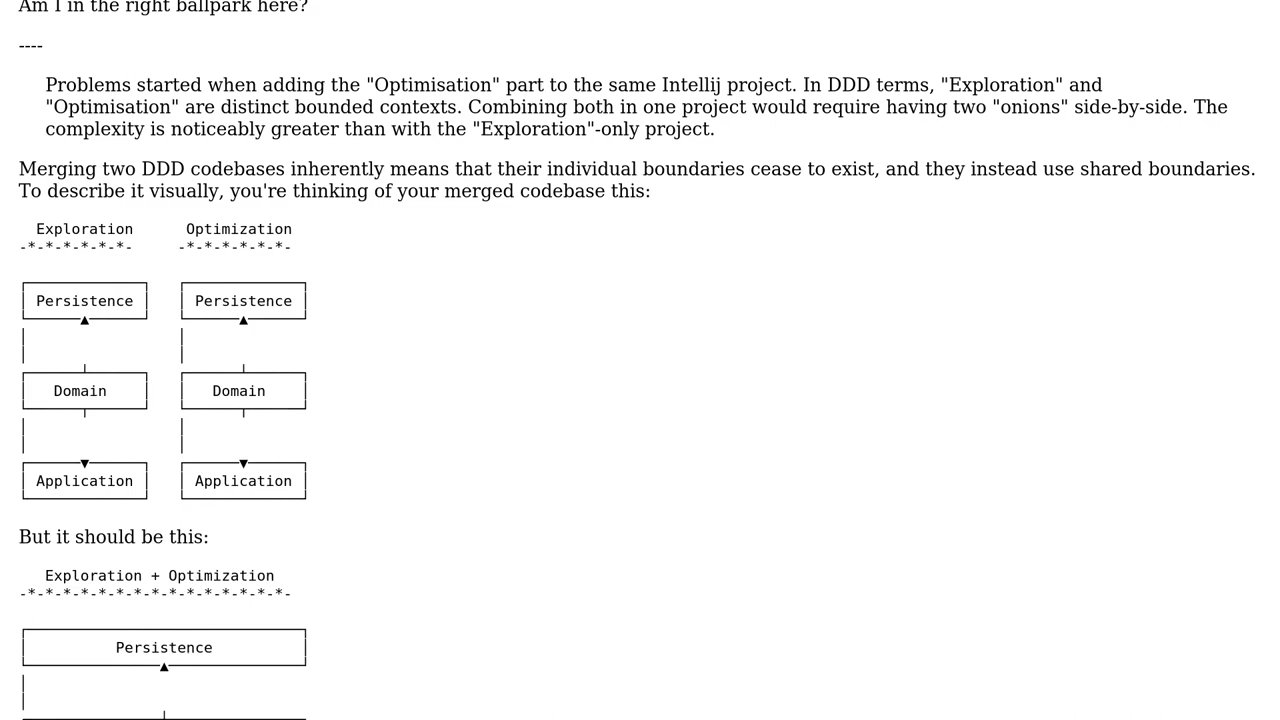 Am I in the right ballpark here?
----
Problems started when adding the "Optimisation" part to the same Intellij project. In DDD terms, "Exploration" and
"Optimisation" are distinct bounded contexts. Combining both in one project would require having two "onions" side-by-side. The
complexity is noticeably greater than with the "Exploration"-only project.
Merging two DDD codebases inherently means that their individual boundaries cease to exist, and they instead use shared boundaries.
To describe it visually, you're thinking of your merged codebase this:
Exploration Optimization
-*-*-*-*-*-*- -*-*-*-*-*-*-
Persistence Persistence
Domain Domain
Application Application
But it should be this:
Exploration + Optimization
-*-*-*-*-*-*-*-*-*-*-*-*-*-*-*-
Persistence